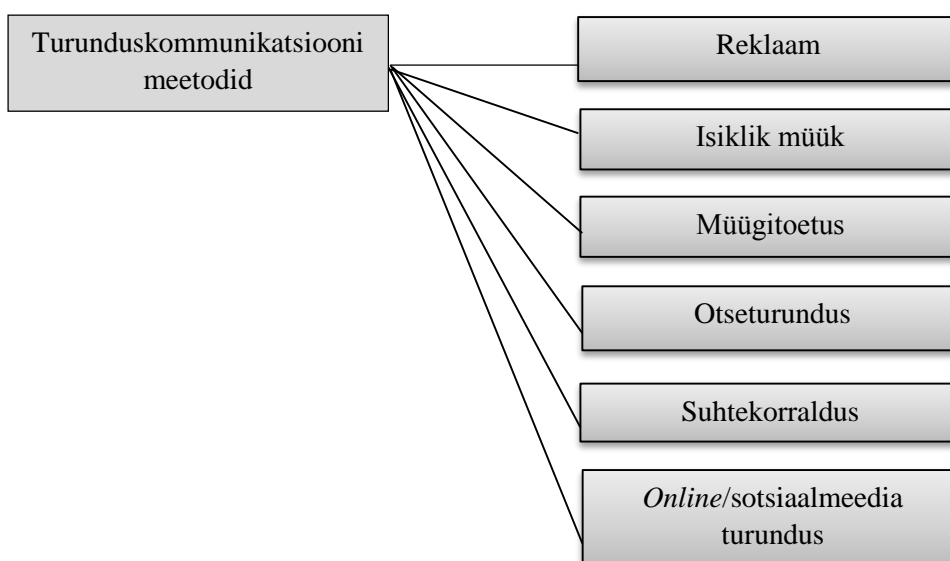 Turunduskommunikatsiooni
meetodid
Reklaam
Isiklik müük
Müügitoetus
Otseturundus
Suhtekorraldus
Online/sotsiaalmeedia
turundus